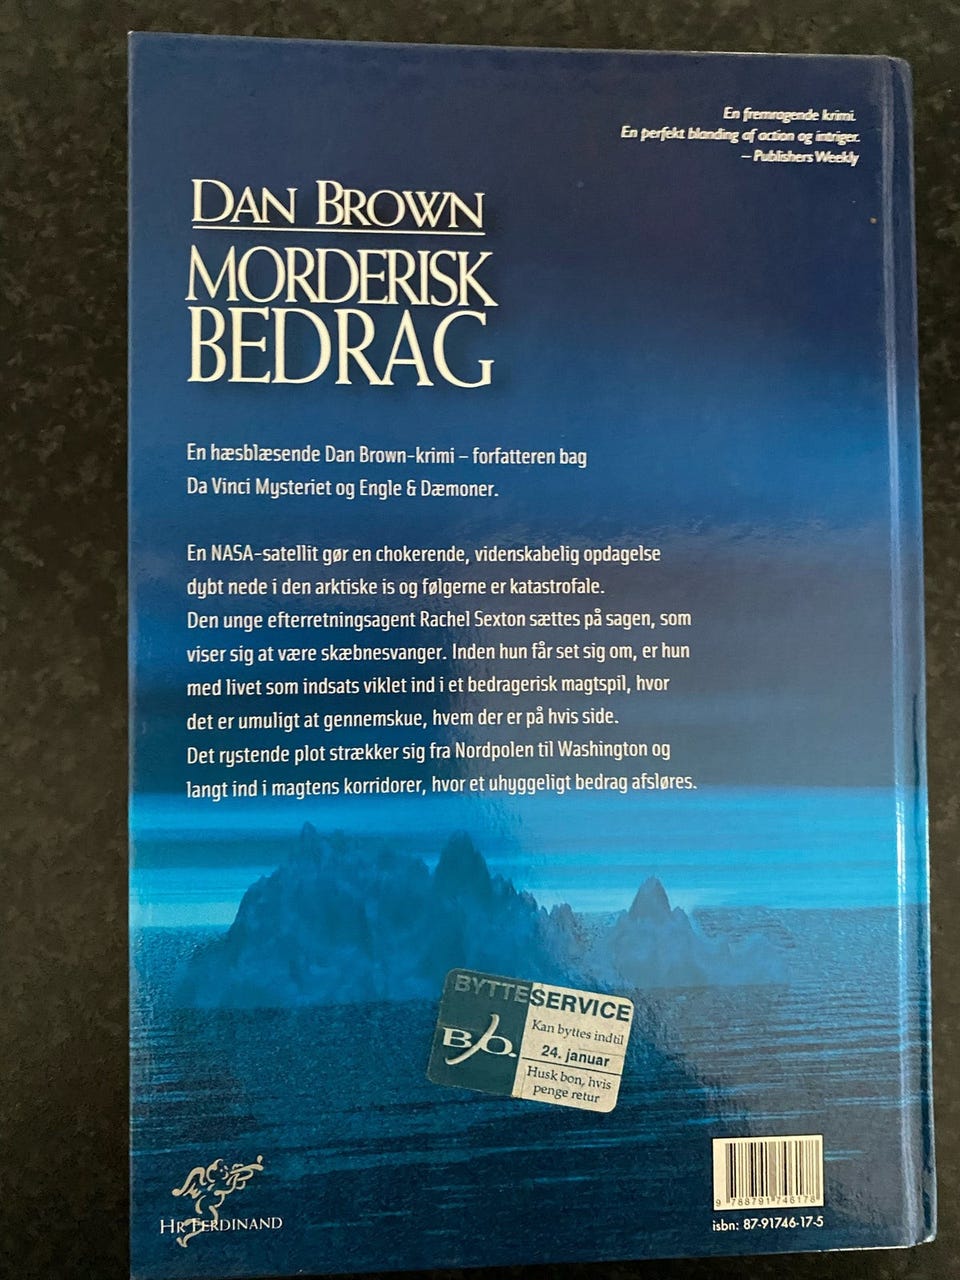 En fremragende krimi.
En perfekt blanding af action og intriger.
– Publishers Weekly
DAN BROWN
MORDERISK
BEDRAG
En hæsblæsende Dan Brown-krimi – forfatteren bag
Da Vinci Mysteriet og Engle & Dæmoner.
En NASA-satellit gør en chokerende, videnskabelig opdagelse
dybt nede i den arktiske is og følgerne er katastrofale.
Den unge efterretningsagent Rachel Sexton sættes på sagen, som
viser sig at være skæbnesvanger. Inden hun får set sig om, er hun
med livet som indsats viklet ind i et bedragerisk magtspil, hvor
det er umuligt at gennemskue, hvem der er på hvis side.
Det rystende plot strækker sig fra Nordpolen til Washington og
langt ind i magtens korridorer, hvor et uhyggeligt bedrag afsløres.
BYTTESERVICE
B/O.
Kan byttes indtil
24. januar
Husk bon, hvis
penge retur
HR FERDINAND
9 788791 746178
isbn: 87-91746-17-5